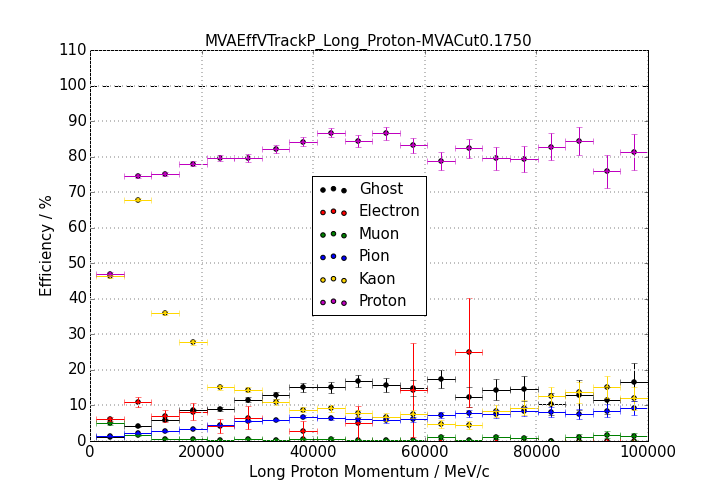 MVAEffVTrackP_Long_Proton-MVACut0.1750
Efficiency / %
110
100
90
80
70
60
50
40
30
20
10
0
Ghost
Electron
Muon
Pion
Kaon
Proton
0 20000 40000 60000 80000 100000
Long Proton Momentum / MeV/c